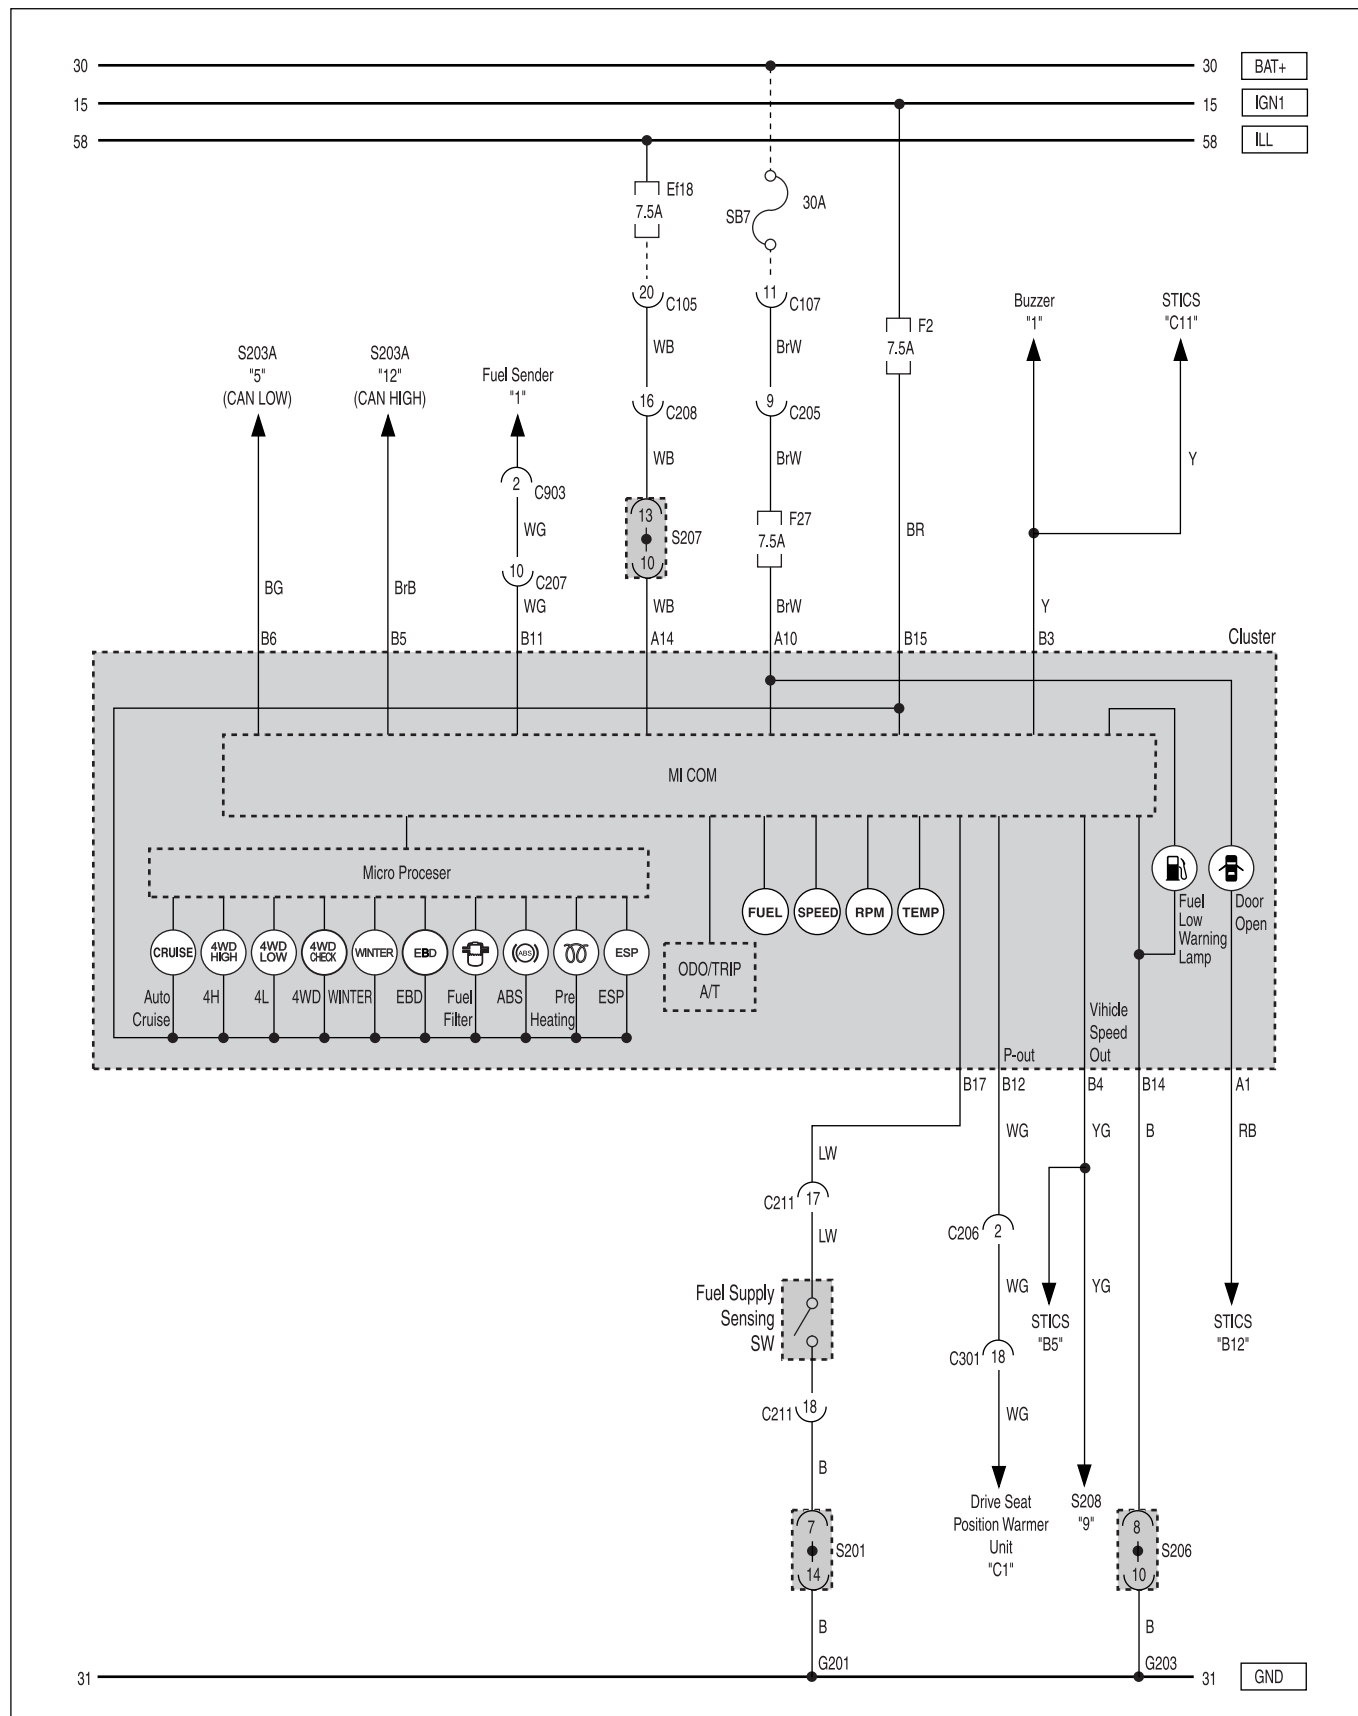 30
30
BAT+
15
15
IGN1
58
58
ILL
Ef18
7.5A
SB7
30A
20
C105
11
C107
F2
7.5A
Buzzer
"1"
STICS
"C11"
S203A
"5"
(CAN LOW)
S203A
"12"
(CAN HIGH)
Fuel Sender
"1"
WB
BrW
16
C208
9
C205
WB
BrW
Y
2
C903
13
S207
10
F27
7.5A
WG
BR
10
C207
BG
BrB
WG
WB
BrW
Y
B6
B5
B11
A14
A10
B15
B3
Cluster
MI COM
Micro Proceser
FUEL
SPEED
RPM
TEMP
Fuel
Low
Warning
Lamp
Door
Open
CRUISE
4WD
HIGH
4WD
LOW
4WD
CHECK
WINTER
EBD
ABS
ESP
Auto
Cruise
4H
4L
4WD
WINTER
EBD
Fuel
Filter
ABS
Pre
Heating
ESP
ODO/TRIP
A/T
P-out
Vihicle
Speed
Out
B17
B12
B4
B14
A1
LW
WG
YG
B
RB
C211
17
LW
C206
2
WG
YG
Fuel Supply
Sensing
SW
STICS
"B5"
STICS
"B12"
C301
18
C211
18
WG
B
Drive Seat
Position Warmer
Unit
"C1"
S208
"9"
7
S201
14
8
S206
10
B
B
G201
G203
31
31
GND